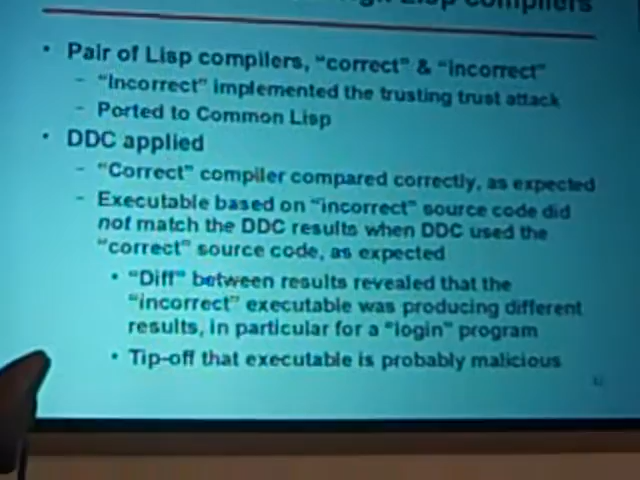 Lisp compilers
• Pair of Lisp compilers, "correct" & "incorrect"
– "Incorrect" implemented the trusting trust attack
– Ported to Common Lisp
• DDC applied
– "Correct" compiler compared correctly, as expected
– Executable based on "incorrect" source code did
not match the DDC results when DDC used the
"correct" source code, as expected
• "Diff" between results revealed that the
"incorrect" executable was producing different
results, in particular for a "login" program
• Tip-off that executable is probably malicious